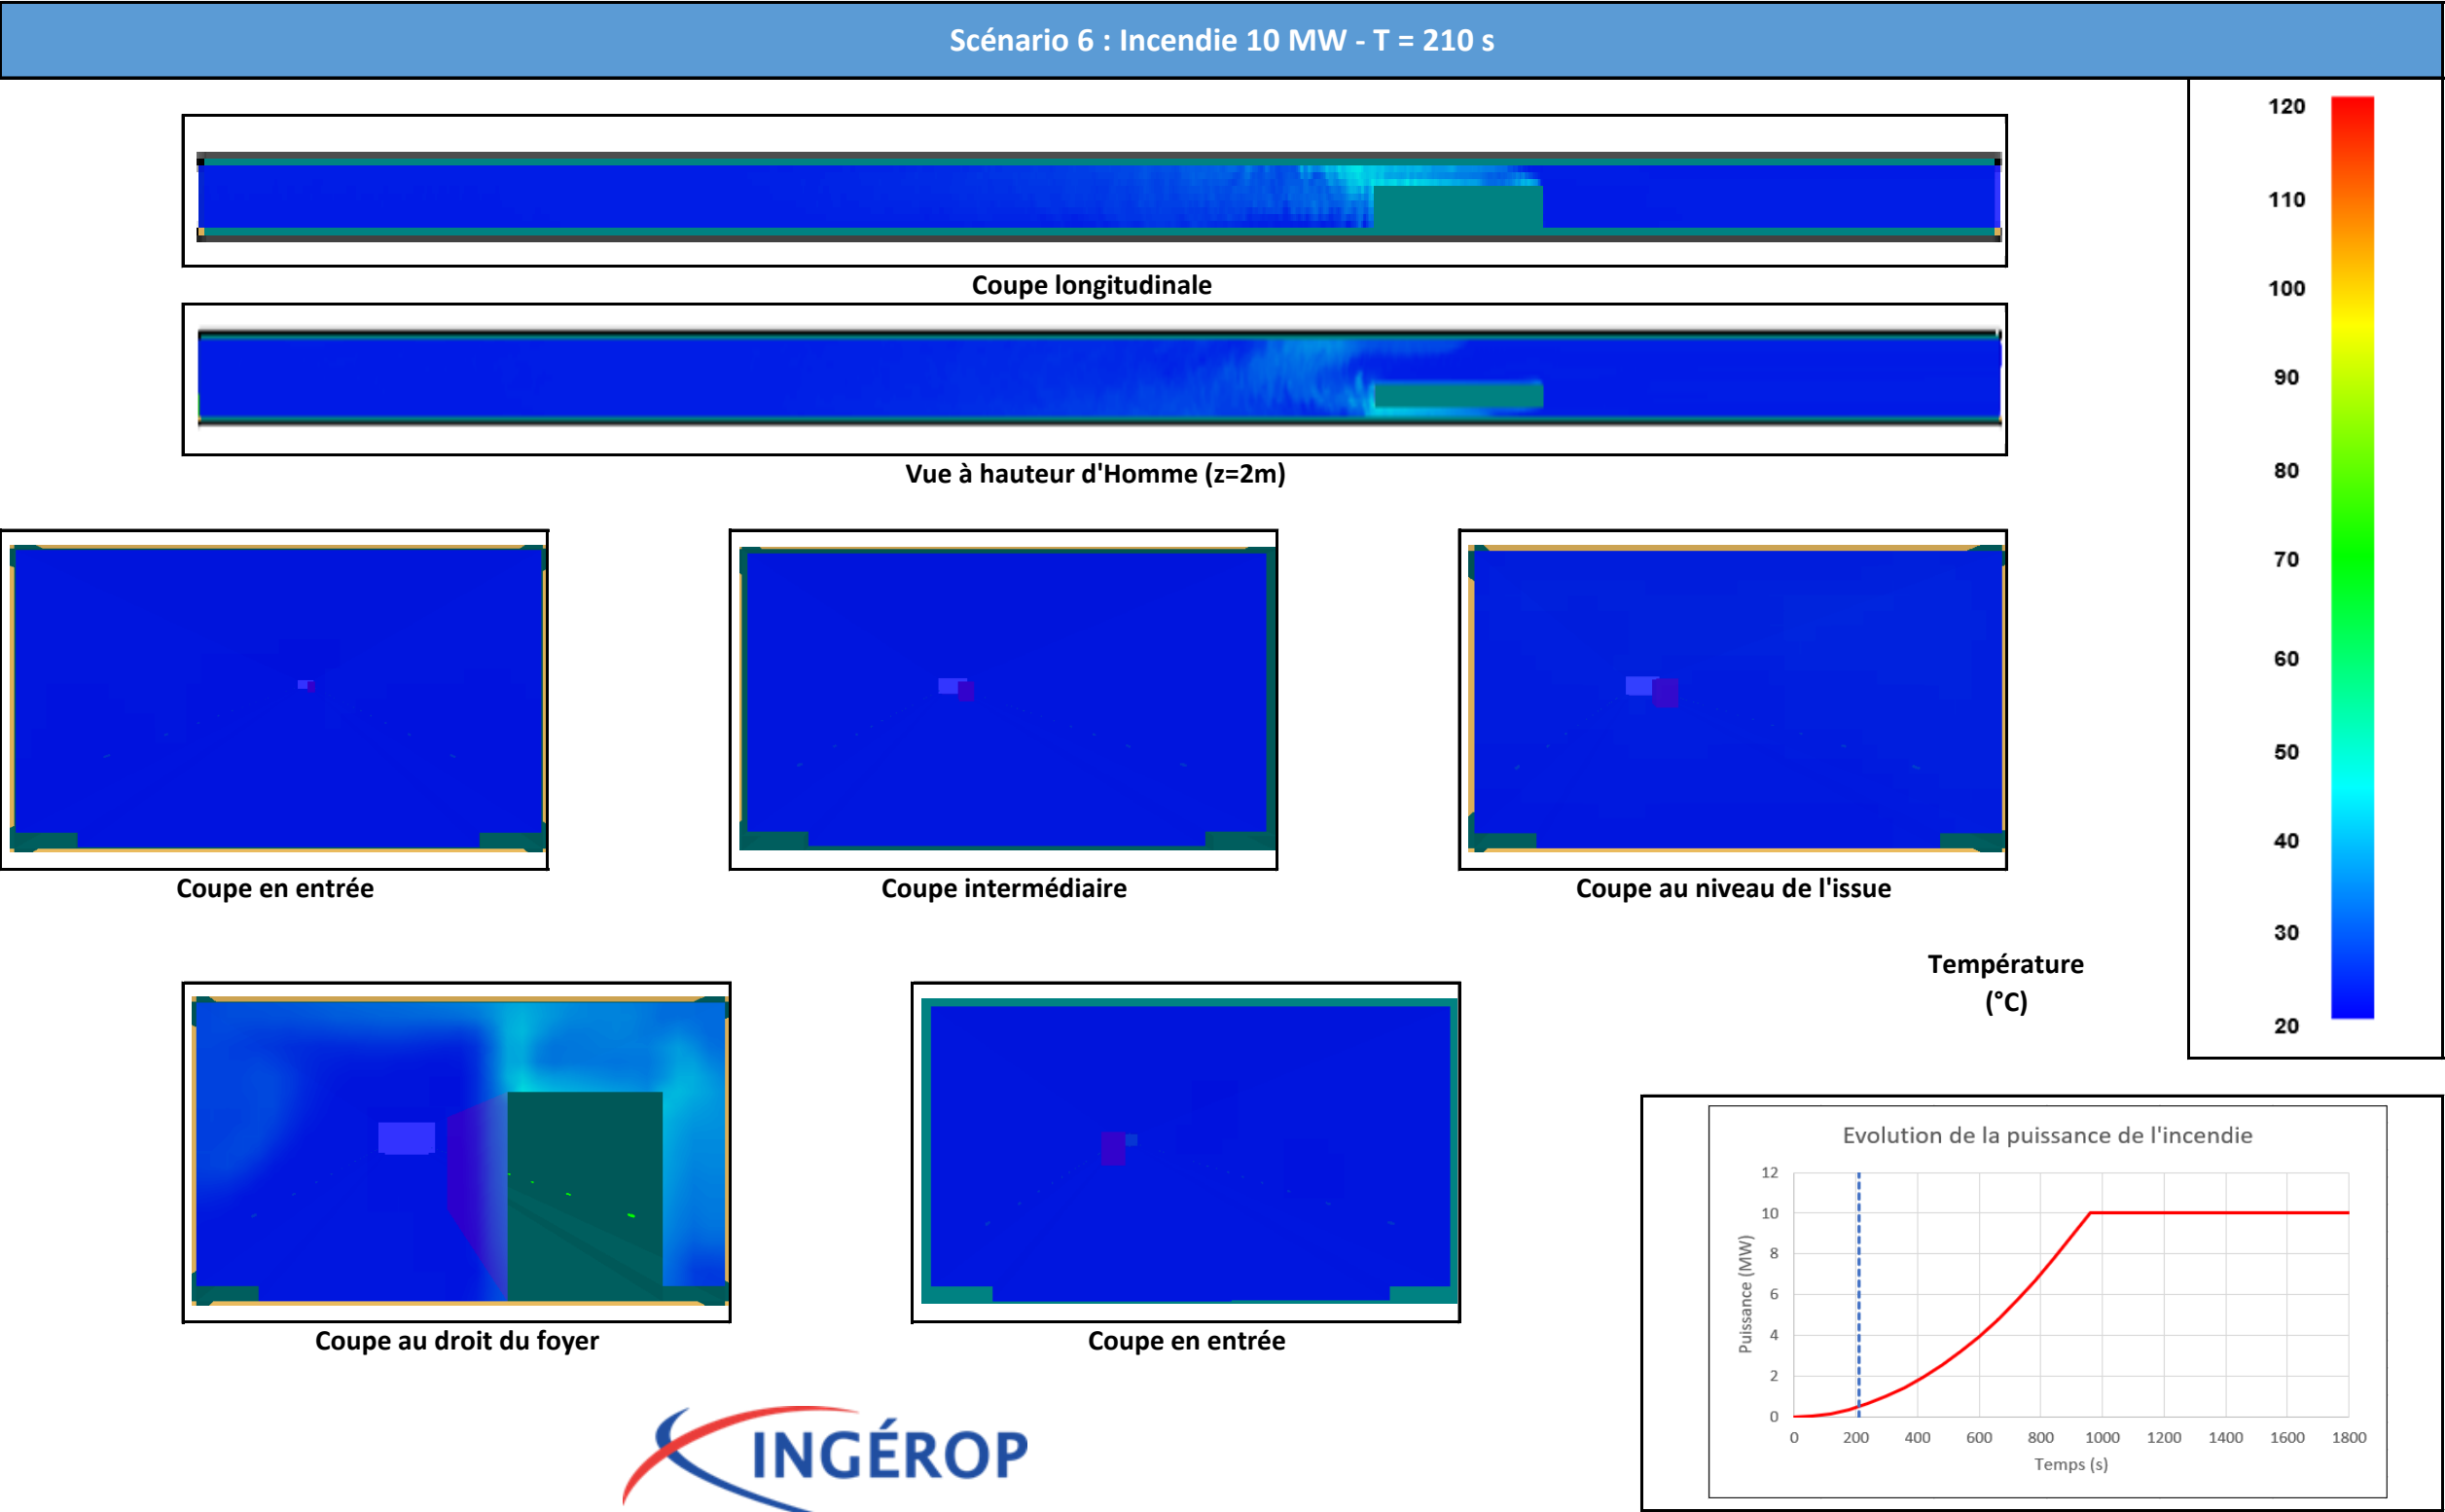 Scénario 6 : Incendie 10 MW - T = 210 s
Coupe longitudinale
Vue à hauteur d'Homme (z=2m)
Coupe en entrée
Coupe intermédiaire
Coupe au niveau de l'issue
Coupe au droit du foyer
Coupe en entrée
Température
(°C)
120
110
100
90
80
70
60
50
40
30
20
Evolution de la puissance de l'incendie
Puissance (MW)
12
10
8
6
4
2
0
0 200 400 600 800 1000 1200 1400 1600 1800
Temps (s)
INGÉROP